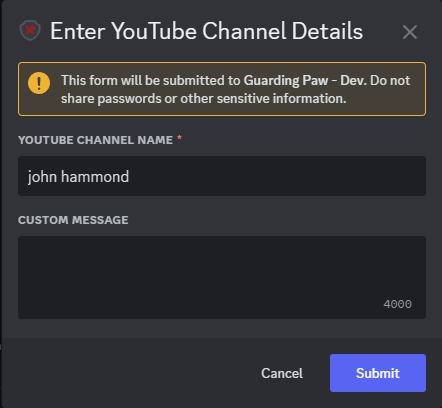 Enter YouTube Channel Details
This form will be submitted to Guarding Paw - Dev. Do not
share passwords or other sensitive information.
YOUTUBE CHANNEL NAME *
john hammond
CUSTOM MESSAGE
4000
Cancel
Submit